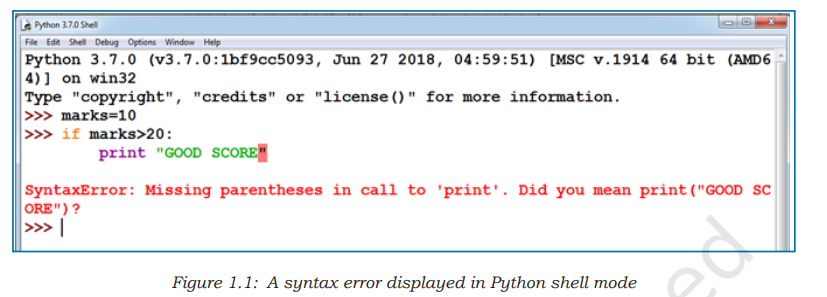 Python 3.7.0 Shell
File Edit Shell Debug Options Window Help
Python 3.7.0 (v3.7.0:1bf9cc5093, Jun 27 2018, 04:59:51) [MSC v.1914 64 bit (AMD6
4)] on win32
Type "copyright", "credits" or "license()" for more information.
>>> marks=10
>>> if marks>20:
        print "GOOD SCORE"
SyntaxError: Missing parentheses in call to 'print'. Did you mean print("GOOD SC
ORE")?
>>>
Figure 1.1: A syntax error displayed in Python shell mode